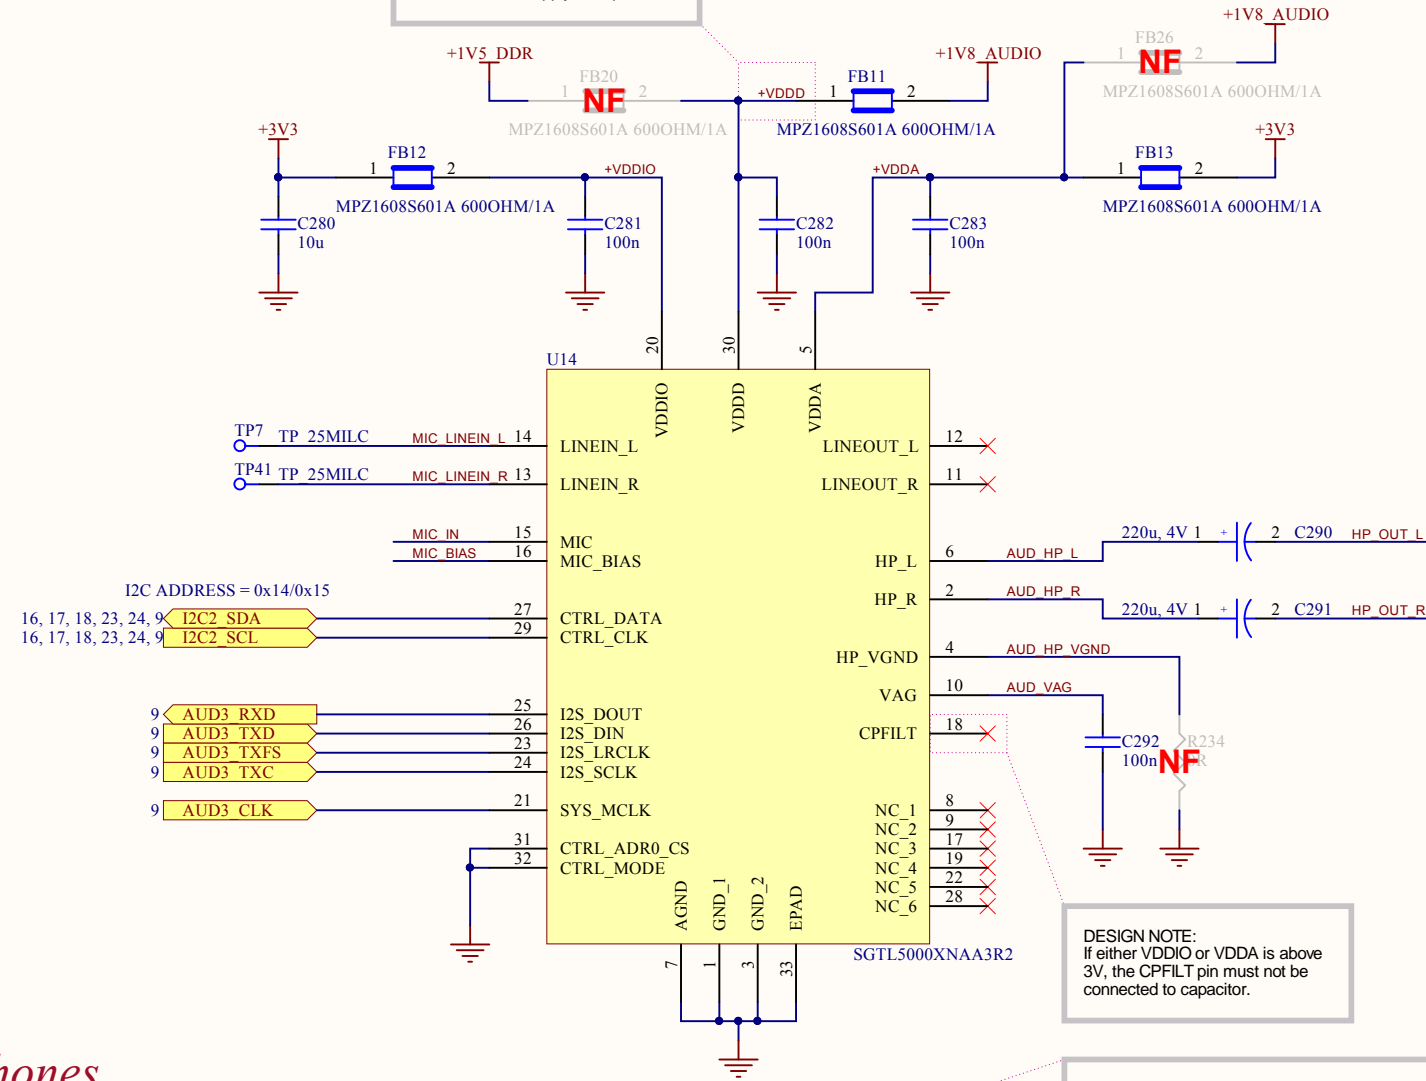 +1V8_AUDIO
FB26
1 NF 2
MPZ1608S601A 600OHM/1A
+1V5_DDR
FB20
1 NF 2
MPZ1608S601A 600OHM/1A
+VDDD
+1V8_AUDIO
FB11
1 2
MPZ1608S601A 600OHM/1A
+3V3
FB12
1 2
MPZ1608S601A 600OHM/1A
+VDDIO
+VDDA
+3V3
FB13
1 2
MPZ1608S601A 600OHM/1A
C280
10u
C281
100n
C282
100n
C283
100n
20
30
5
U14
VDDIO
VDDD
VDDA
TP7 TP_25MILC MIC_LINEIN_L 14 LINEIN_L
TP41 TP_25MILC MIC_LINEIN_R 13 LINEIN_R
MIC_IN 15 MIC
MIC_BIAS 16 MIC_BIAS
I2C ADDRESS = 0x14/0x15
16, 17, 18, 23, 24, 9 I2C2_SDA 27 CTRL_DATA
16, 17, 18, 23, 24, 9 I2C2_SCL 29 CTRL_CLK
9 AUD3_RXD 25 I2S_DOUT
9 AUD3_TXD 26 I2S_DIN
9 AUD3_TXFS 23 I2S_LRCLK
9 AUD3_TXC 24 I2S_SCLK
9 AUD3_CLK 21 SYS_MCLK
31 CTRL_ADR0_CS
32 CTRL_MODE
LINEOUT_L 12
LINEOUT_R 11
HP_L 6 AUD_HP_L 220u, 4V 1 + 2 C290 HP_OUT_L
HP_R 2 AUD_HP_R 220u, 4V 1 + 2 C291 HP_OUT_R
HP_VGND 4 AUD_HP_VGND
VAG 10 AUD_VAG
CPFILT 18
C292
100n
R234
NF
NC_1 8
NC_2 9
NC_3 17
NC_4 19
NC_5 22
NC_6 28
AGND
GND_1
GND_2
EPAD
7
1
3
33
SGTL5000XNAA3R2
DESIGN NOTE:
If either VDDIO or VDDA is above
3V, the CPFILT pin must not be
connected to capacitor.